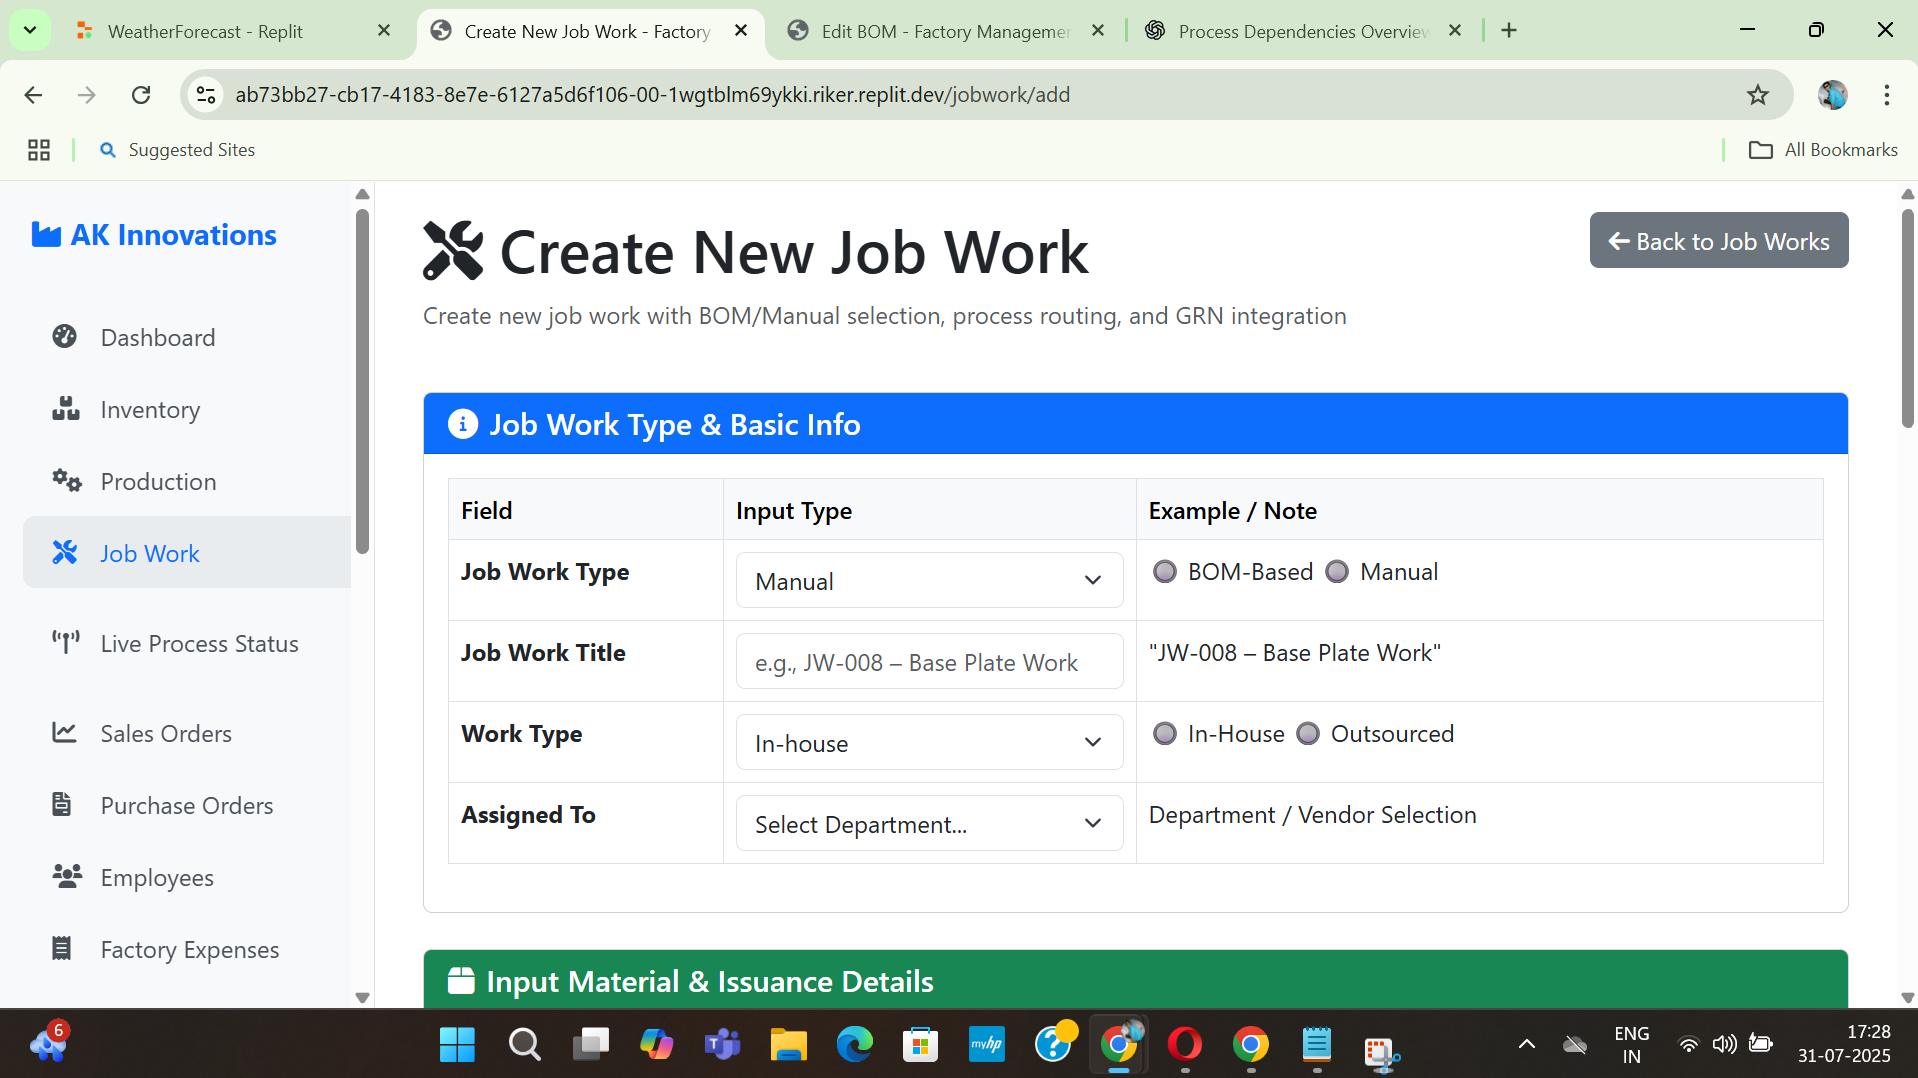 WeatherForecast - Replit
Create New Job Work - Factory
Edit BOM - Factory Managemen
Process Dependencies Overview
ab73bb27-cb17-4183-8e7e-6127a5d6f106-00-1wgtblm69ykki.riker.replit.dev/jobwork/add
Suggested Sites
All Bookmarks
AK Innovations
Dashboard
Inventory
Production
Job Work
Live Process Status
Sales Orders
Purchase Orders
Employees
Factory Expenses
Create New Job Work
Back to Job Works
Create new job work with BOM/Manual selection, process routing, and GRN integration
Job Work Type & Basic Info
Field Input Type Example / Note
Job Work Type Manual BOM-Based Manual
Job Work Title e.g., JW-008 – Base Plate Work "JW-008 – Base Plate Work"
Work Type In-house In-House Outsourced
Assigned To Select Department... Department / Vendor Selection
Input Material & Issuance Details
6
myhp
ENG
IN
17:28
31-07-2025